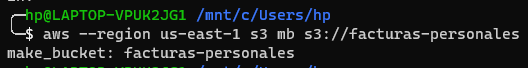 hp@LAPTOP-VPUK2JG1 /mnt/c/Users/hp
$ aws --region us-east-1 s3 mb s3://facturas-personales
make_bucket: facturas-personales